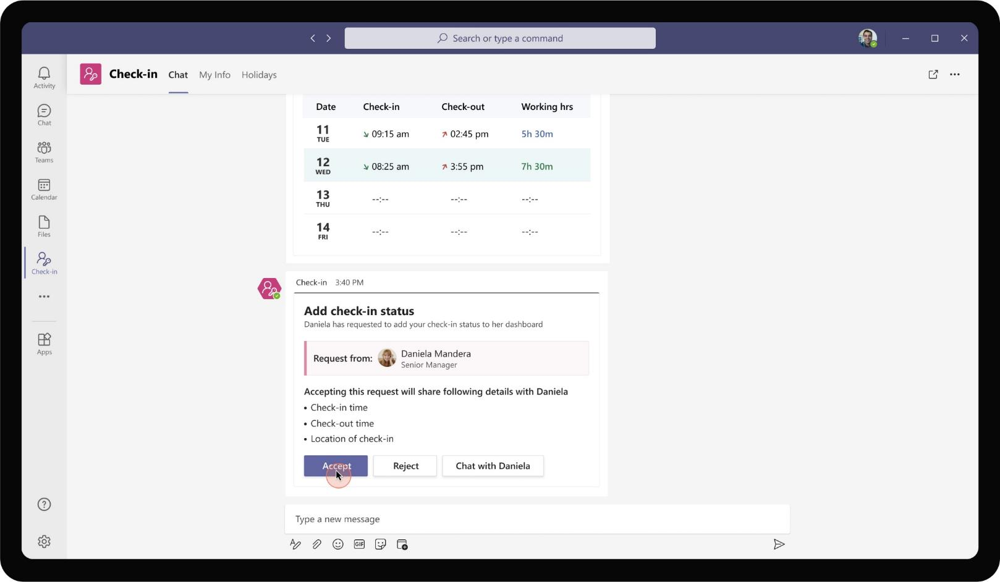 Search or type a command
Check-in Chat My Info Holidays
Activity
Chat
Teams
Calendar
Files
Check-in
Apps
Date Check-in Check-out Working hrs
11 TUE 09:15 am 02:45 pm 5h 30m
12 WED 08:25 am 3:55 pm 7h 30m
13 THU --:-- --:-- --:--
14 FRI --:-- --:-- --:--
Check-in 3:40 PM
Add check-in status
Daniela has requested to add your check-in status to her dashboard
Request from: Daniela Mandera
Senior Manager
Accepting this request will share following details with Daniela
• Check-in time
• Check-out time
• Location of check-in
Accept Reject Chat with Daniela
Type a new message
GIF